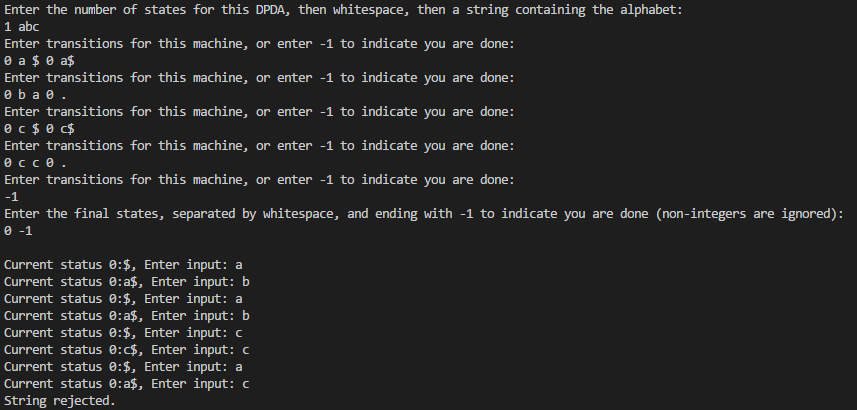 Enter the number of states for this DPDA, then whitespace, then a string containing the alphabet:
1 abc
Enter transitions for this machine, or enter -1 to indicate you are done:
0 a $ 0 a$
Enter transitions for this machine, or enter -1 to indicate you are done:
0 b a 0 .
Enter transitions for this machine, or enter -1 to indicate you are done:
0 c $ 0 c$
Enter transitions for this machine, or enter -1 to indicate you are done:
0 c c 0 .
Enter transitions for this machine, or enter -1 to indicate you are done:
-1
Enter the final states, separated by whitespace, and ending with -1 to indicate you are done (non-integers are ignored):
0 -1
Current status 0:$, Enter input: a
Current status 0:a$, Enter input: b
Current status 0:$, Enter input: a
Current status 0:a$, Enter input: b
Current status 0:$, Enter input: c
Current status 0:c$, Enter input: c
Current status 0:$, Enter input: a
Current status 0:a$, Enter input: c
String rejected.